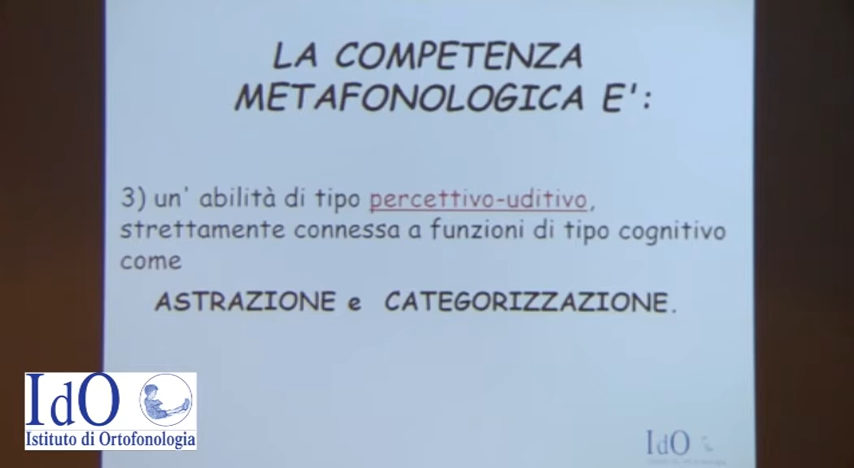 LA COMPETENZA
METAFONOLOGICA E':
3) un' abilità di tipo percettivo-uditivo,
strettamente connessa a funzioni di tipo cognitivo
come
ASTRAZIONE e CATEGORIZZAZIONE.
IdO
Istituto di Ortofonologia
IdO